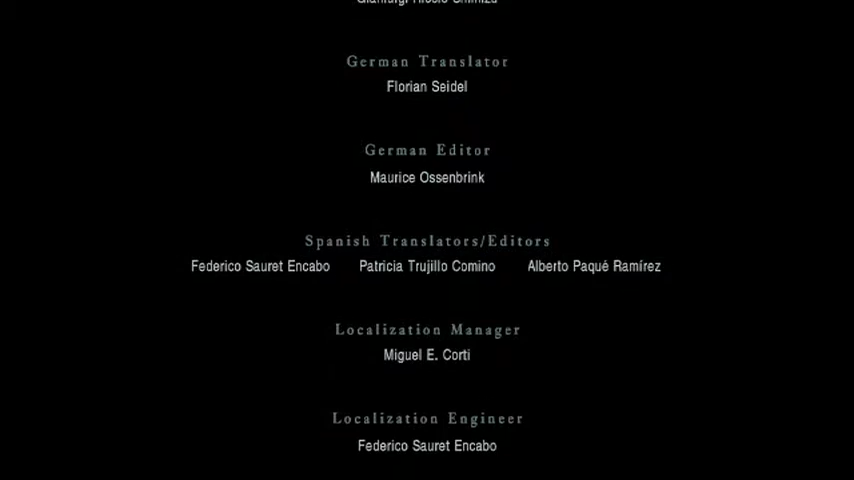 German Translator
Florian Seidel
German Editor
Maurice Ossenbrink
Spanish Translators/Editors
Federico Sauret Encabo Patricia Trujillo Comino Alberto Paqué Ramírez
Localization Manager
Miguel E. Corti
Localization Engineer
Federico Sauret Encabo